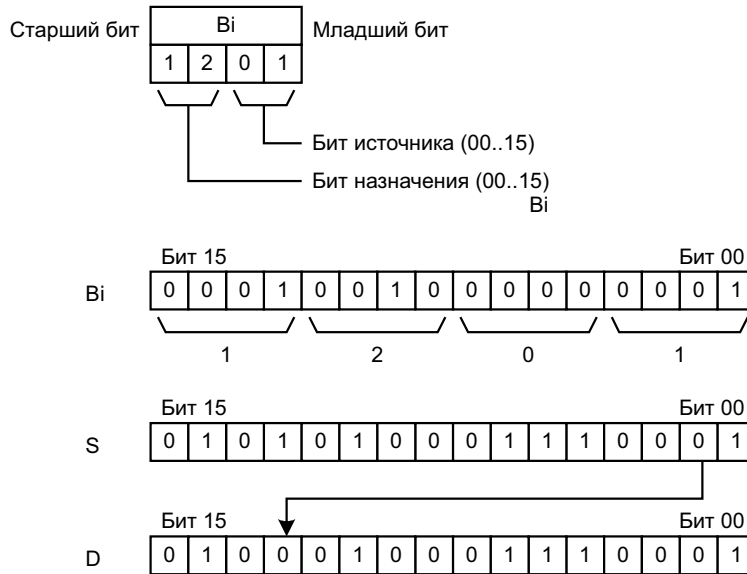 Старший бит Bi Младший бит
1 2 0 1
Бит источника (00..15)
Бит назначения (00..15)
Bi
Бит 15 Бит 00
Bi 0 0 0 1 0 0 1 0 0 0 0 0 0 0 0 1
1 2 0 1
Бит 15 Бит 00
S 0 1 0 1 0 1 0 0 0 1 1 1 0 0 0 1
Бит 15 Бит 00
D 0 1 0 0 0 1 0 0 0 1 1 1 0 0 0 1